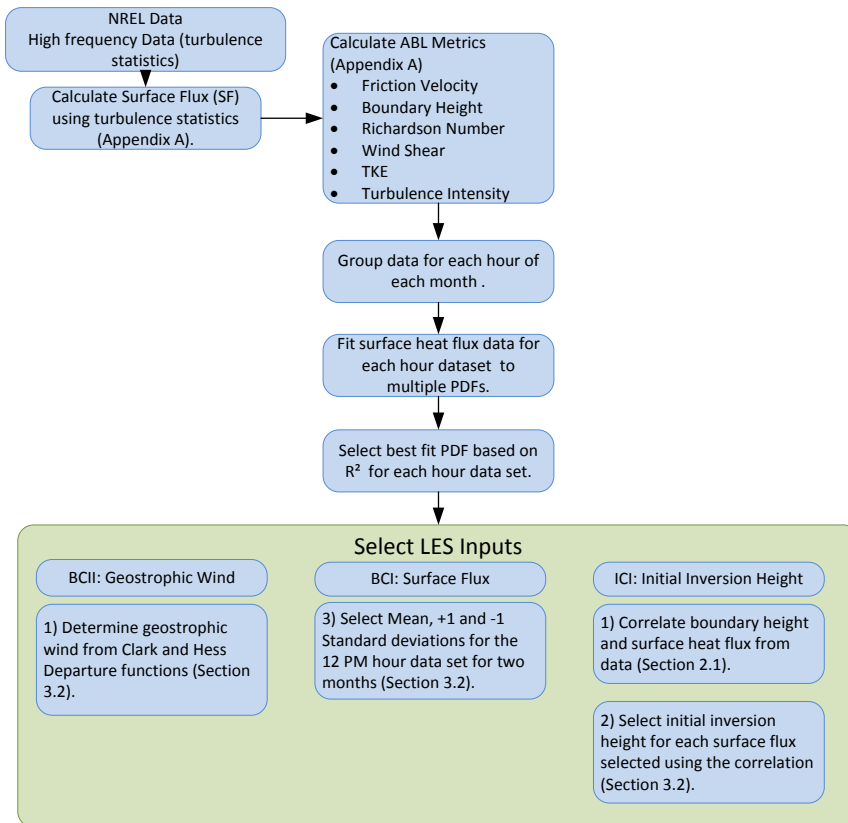 NREL Data
High frequency Data (turbulence
statistics)
Calculate Surface Flux (SF)
using turbulence statistics
(Appendix A).
Calculate ABL Metrics
(Appendix A)
• Friction Velocity
• Boundary Height
• Richardson Number
• Wind Shear
• TKE
• Turbulence Intensity
Group data for each hour of
each month .
Fit surface heat flux data for
each hour dataset to
multiple PDFs.
Select best fit PDF based on
R² for each hour data set.
Select LES Inputs
BCII: Geostrophic Wind
1) Determine geostrophic
wind from Clark and Hess
Departure functions (Section
3.2).
BCI: Surface Flux
3) Select Mean, +1 and -1
Standard deviations for the
12 PM hour data set for two
months (Section 3.2).
ICI: Initial Inversion Height
1) Correlate boundary height
and surface heat flux from
data (Section 2.1).
2) Select initial inversion
height for each surface flux
selected using the correlation
(Section 3.2).